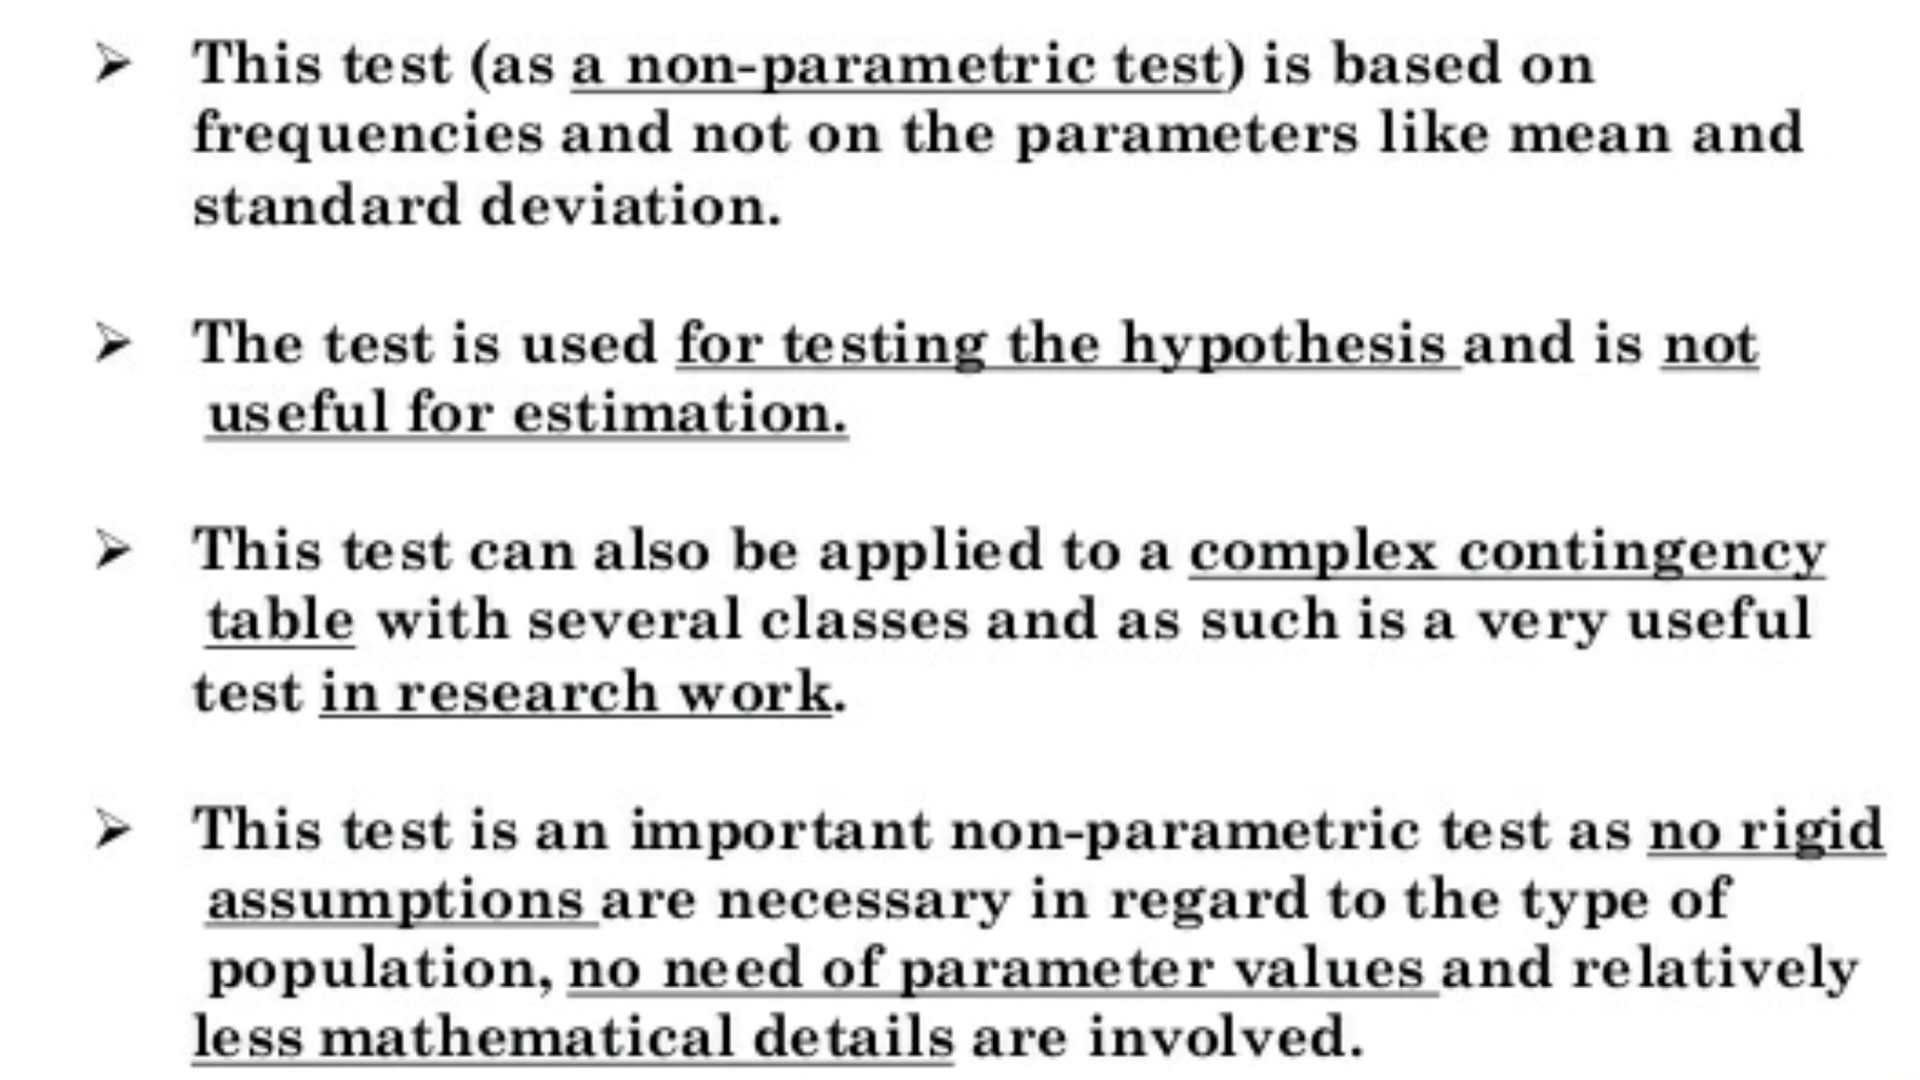 ➢ This test (as a non-parametric test) is based on
frequencies and not on the parameters like mean and
standard deviation.
➢ The test is used for testing the hypothesis and is not
useful for estimation.
➢ This test can also be applied to a complex contingency
table with several classes and as such is a very useful
test in research work.
➢ This test is an important non-parametric test as no rigid
assumptions are necessary in regard to the type of
population, no need of parameter values and relatively
less mathematical details are involved.